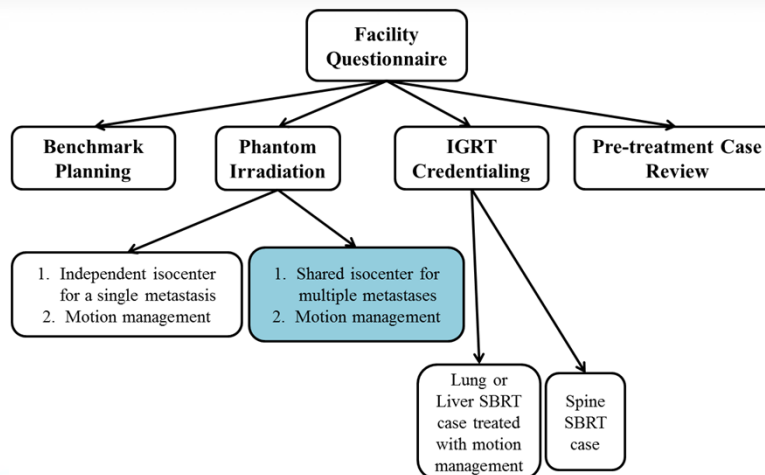 Facility
Questionnaire
Benchmark
Planning
Phantom
Irradiation
IGRT
Credentialing
Pre-treatment Case
Review
1. Independent isocenter
for a single metastasis
2. Motion management
1. Shared isocenter for
multiple metastases
2. Motion management
Lung or
Liver SBRT
case treated
with motion
management
Spine
SBRT
case